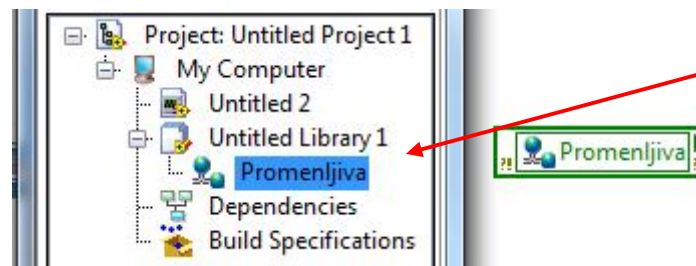 Project: Untitled Project 1
My Computer
Untitled 2
Untitled Library 1
Promenljiva
Dependencies
Build Specifications
?! Promenljiva